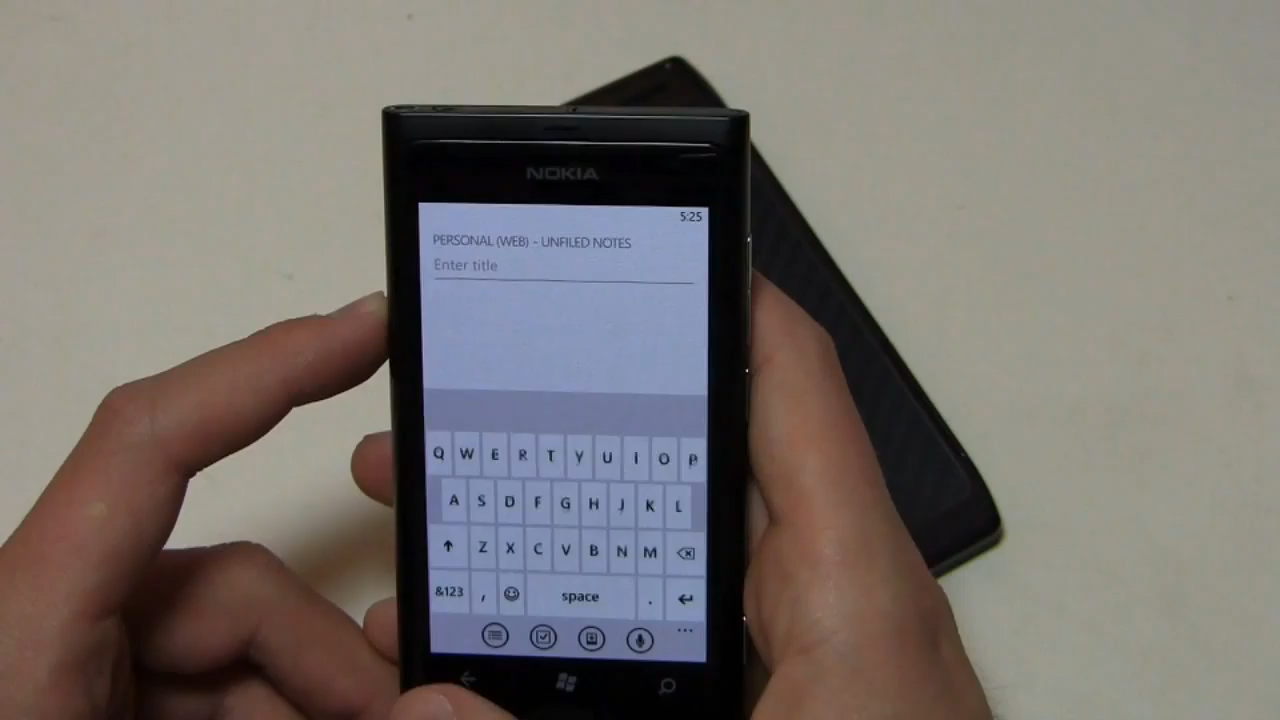 NOKIA
5:25
PERSONAL (WEB) - UNFILED NOTES
Enter title
Q W E R T Y U I O P
A S D F G H J K L
Z X C V B N M
&123 , space .
...